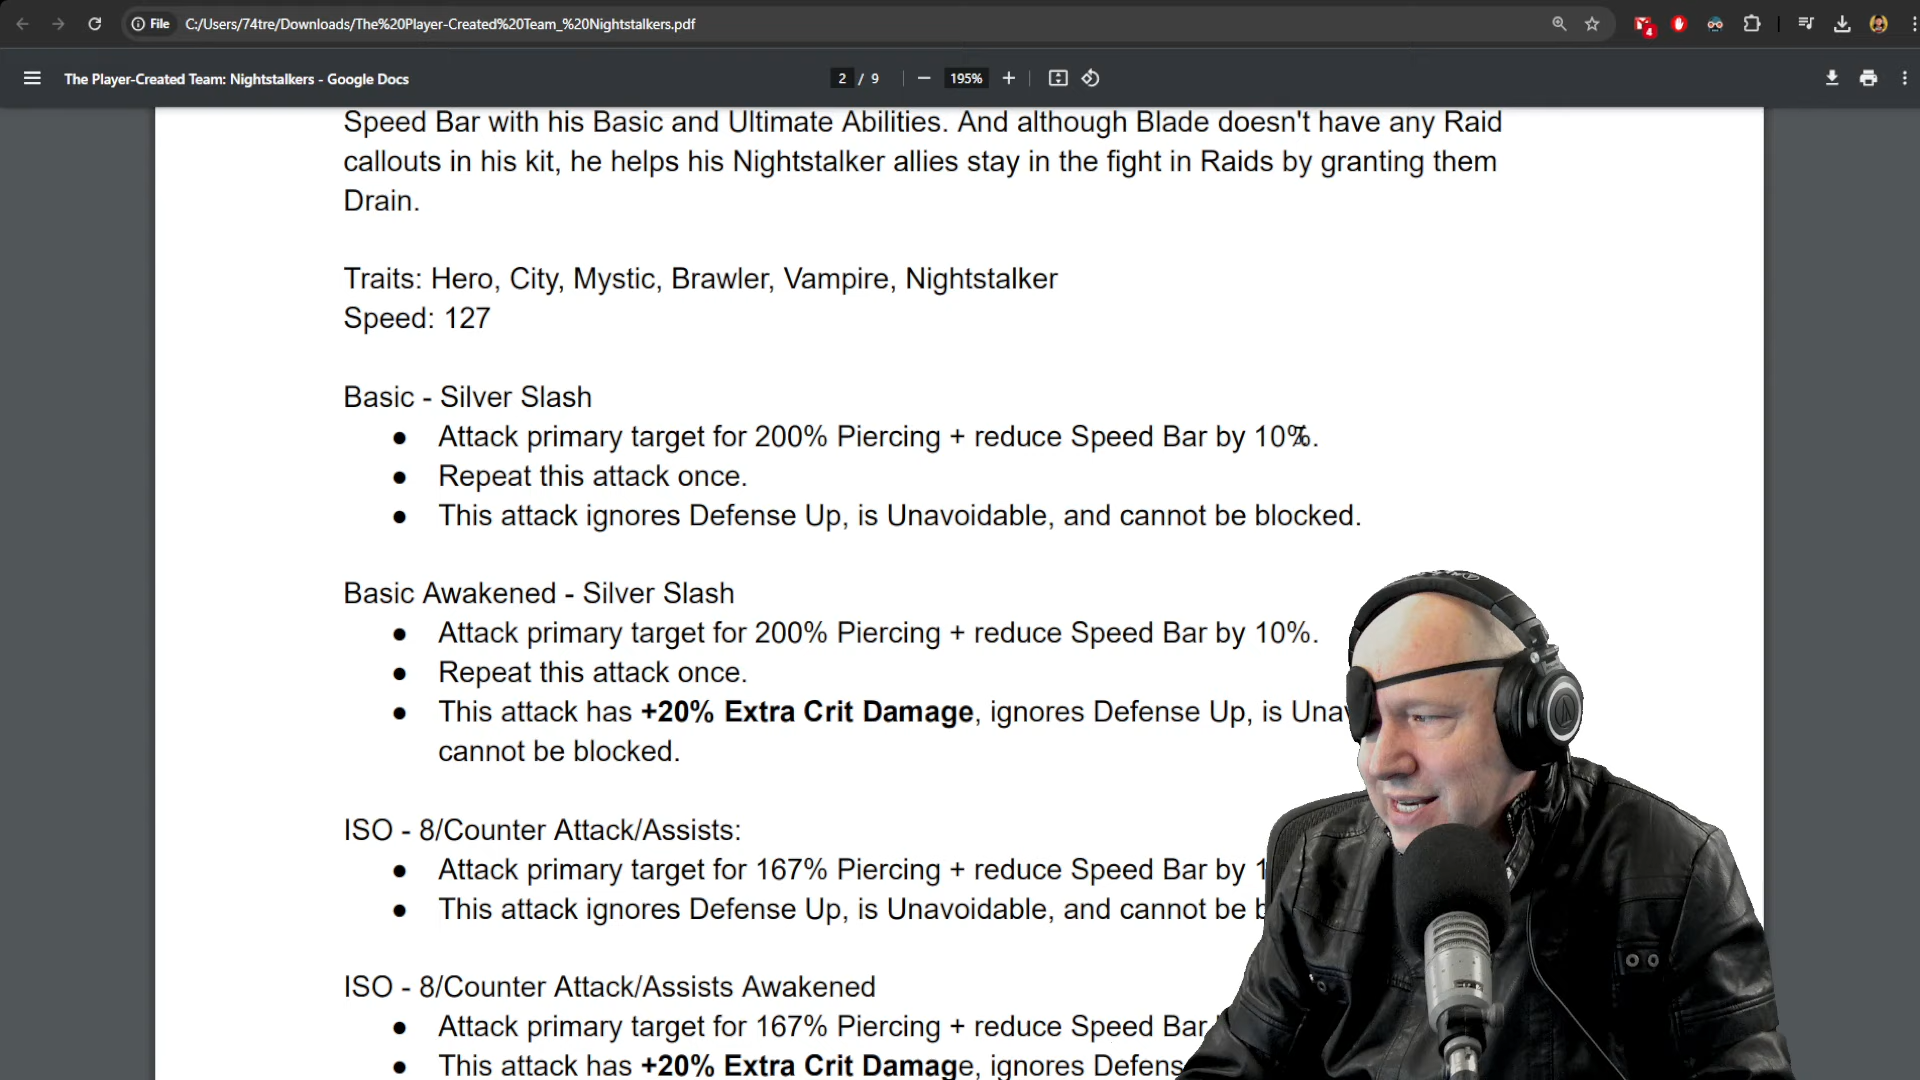 File C:/Users/74tre/Downloads/The%20Player-Created%20Team_%20Nightstalkers.pdf
4
The Player-Created Team: Nightstalkers - Google Docs
2 / 9
195%
Speed Bar with his Basic and Ultimate Abilities. And although Blade doesn't have any Raid
callouts in his kit, he helps his Nightstalker allies stay in the fight in Raids by granting them
Drain.
Traits: Hero, City, Mystic, Brawler, Vampire, Nightstalker
Speed: 127
Basic - Silver Slash
● Attack primary target for 200% Piercing + reduce Speed Bar by 10%.
● Repeat this attack once.
● This attack ignores Defense Up, is Unavoidable, and cannot be blocked.
Basic Awakened - Silver Slash
● Attack primary target for 200% Piercing + reduce Speed Bar by 10%.
● Repeat this attack once.
● This attack has +20% Extra Crit Damage, ignores Defense Up, is
cannot be blocked.
ISO - 8/Counter Attack/Assists:
● Attack primary target for 167% Piercing + reduce Speed Bar by
● This attack ignores Defense Up, is Unavoidable, and cannot be
ISO - 8/Counter Attack/Assists Awakened
● Attack primary target for 167% Piercing + reduce Speed Bar
● This attack has +20% Extra Crit Damage, ignores